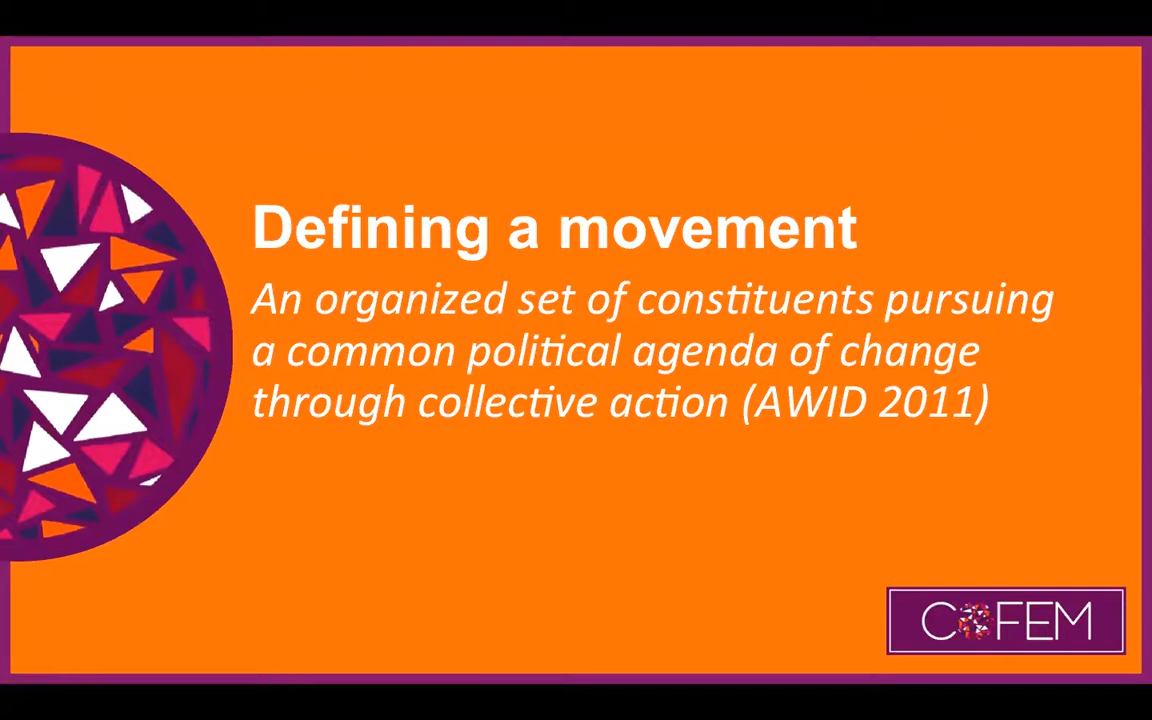 Defining a movement
An organized set of constituents pursuing
a common political agenda of change
through collective action (AWID 2011)
COFEM